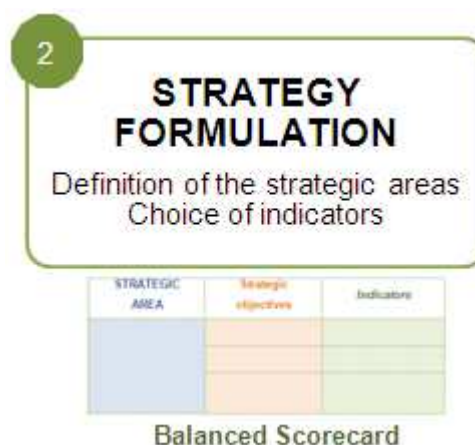 2
STRATEGY
FORMULATION
Definition of the strategic areas
Choice of indicators
STRATEGIC
AREA
Strategic
objectives
Indicators
Balanced Scorecard